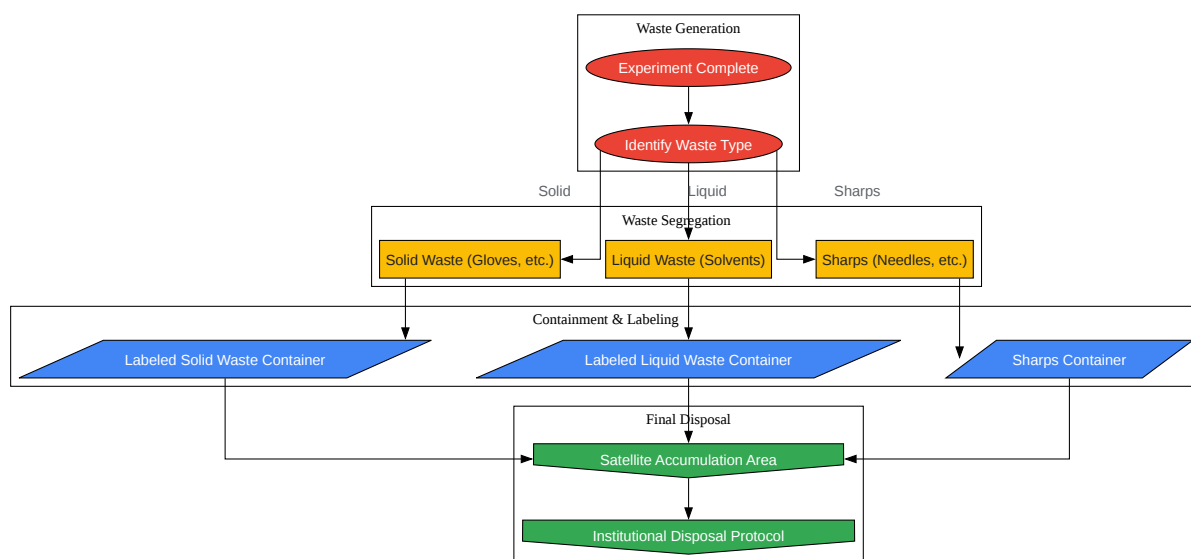 Waste Generation
Experiment Complete
Identify Waste Type
Solid
Liquid
Sharps
Waste Segregation
Solid Waste (Gloves, etc.)
Liquid Waste (Solvents)
Sharps (Needles, etc.)
Containment & Labeling
Labeled Solid Waste Container
Labeled Liquid Waste Container
Sharps Container
Final Disposal
Satellite Accumulation Area
Institutional Disposal Protocol